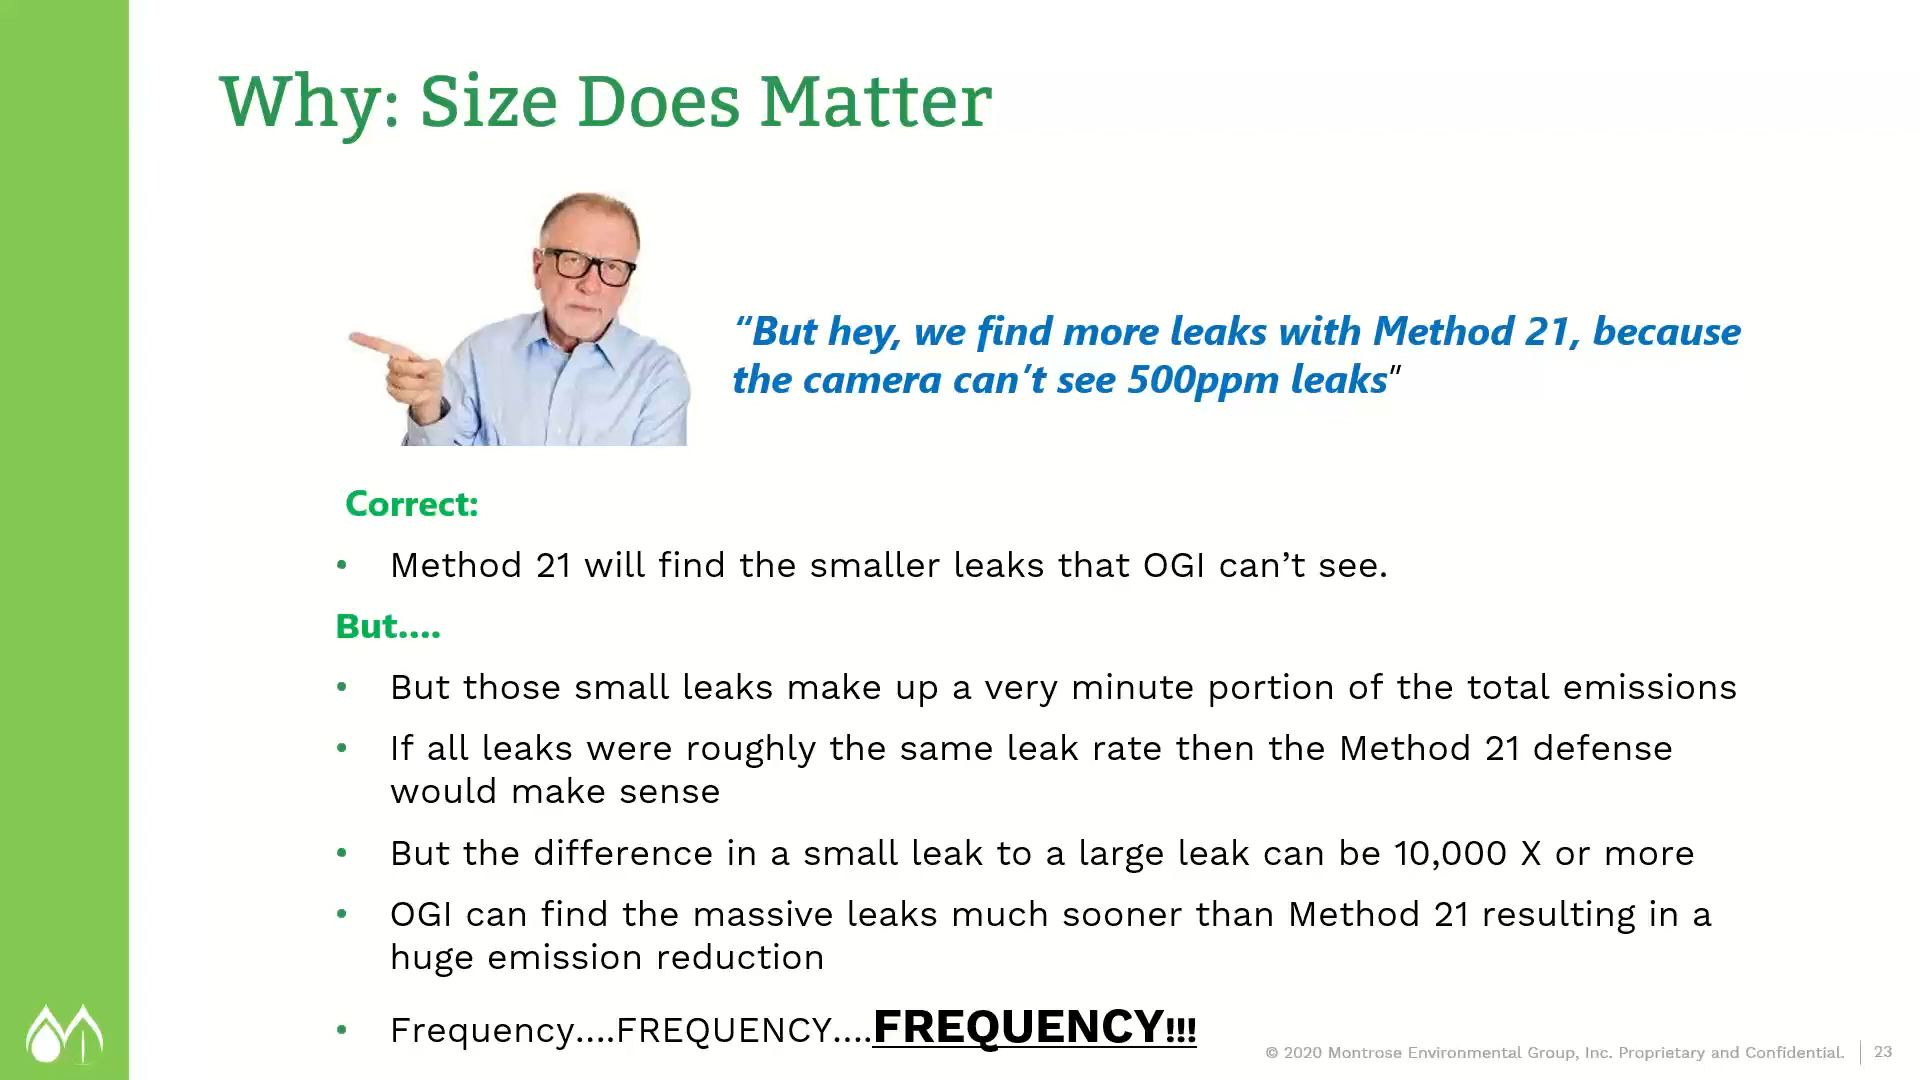 Why: Size Does Matter
“But hey, we find more leaks with Method 21, because
the camera can’t see 500ppm leaks”
Correct:
• Method 21 will find the smaller leaks that OGI can’t see.
But....
• But those small leaks make up a very minute portion of the total emissions
• If all leaks were roughly the same leak rate then the Method 21 defense
would make sense
• But the difference in a small leak to a large leak can be 10,000 X or more
• OGI can find the massive leaks much sooner than Method 21 resulting in a
huge emission reduction
• Frequency....FREQUENCY....FREQUENCY!!!
© 2020 Montrose Environmental Group, Inc. Proprietary and Confidential. 23